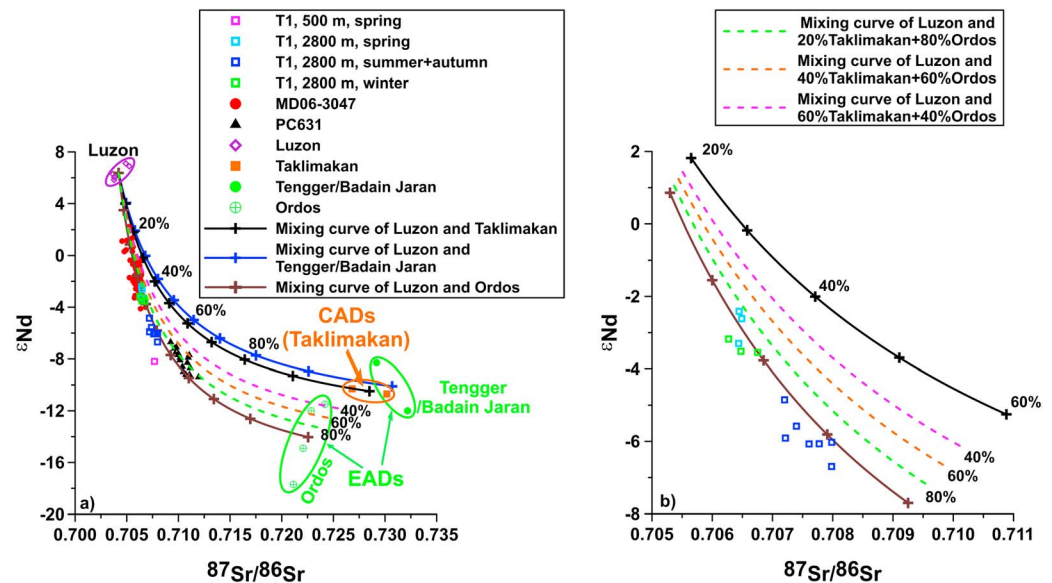 T1, 500 m, spring
T1, 2800 m, spring
T1, 2800 m, summer+autumn
T1, 2800 m, winter
MD06-3047
PC631
Luzon
Taklimakan
Tengger/Badain Jaran
Ordos
Mixing curve of Luzon and Taklimakan
Mixing curve of Luzon and
Tengger/Badain Jaran
Mixing curve of Luzon and Ordos
8
4
0
-4
-8
-12
-16
-20
εNd
Luzon
20%
40%
60%
80%
CADs
(Taklimakan)
Tengger
/Badain Jaran
40%
60%
80%
Ordos
EADs
a)
0.700
0.705
0.710
0.715
0.720
0.725
0.730
0.735
87Sr/86Sr
Mixing curve of Luzon and
20%Taklimakan+80%Ordos
Mixing curve of Luzon and
40%Taklimakan+60%Ordos
Mixing curve of Luzon and
60%Taklimakan+40%Ordos
2
0
-2
-4
-6
-8
εNd
20%
40%
60%
40%
60%
80%
b)
0.705
0.706
0.707
0.708
0.709
0.710
0.711
87Sr/86Sr